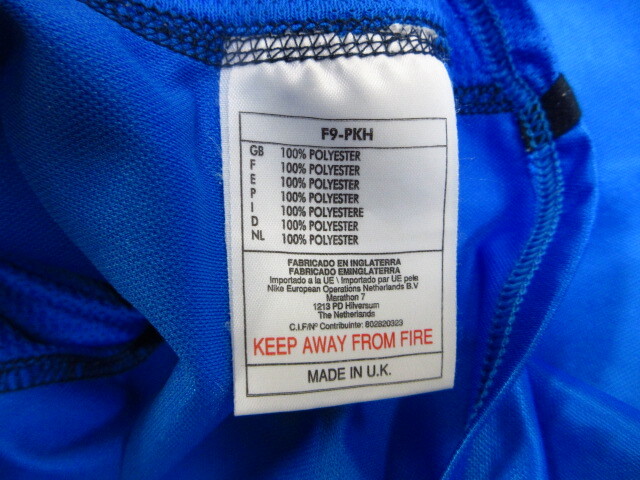 F9-PKH
GB 100% POLYESTER
F 100% POLYESTER
E 100% POLYESTER
P 100% POLYESTER
I 100% POLYESTERE
D 100% POLYESTER
NL 100% POLYESTER
FABRICADO EN INGLATERRA
FABRICADO EMINGLATERRA
Importado a la UE \ Importado par UE pele
Nike European Operations Netherlands B.V
Marathon 7
1213 PD Hilversum
The Netherlands
C.I.F/Nº Contribuinte: 802820323
KEEP AWAY FROM FIRE
MADE IN U.K.